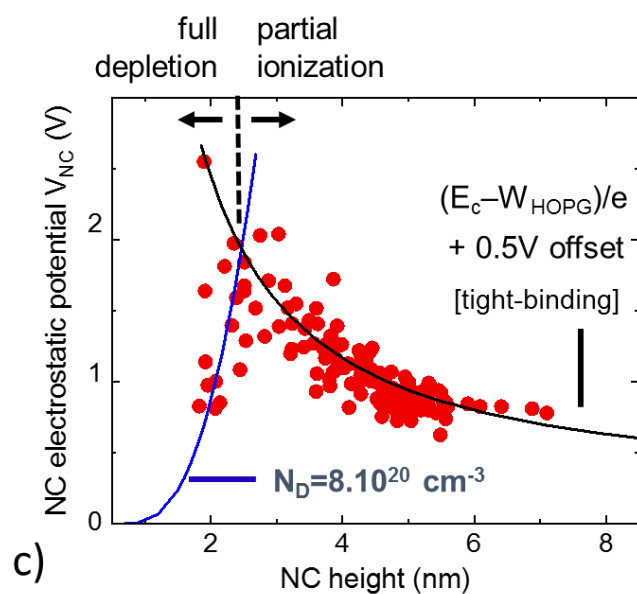 full partial
depletion ionization
NC electrostatic potential V_NC (V)
2
1
0
(E_c–W_HOPG)/e
+ 0.5V offset
[tight-binding]
N_D=8.10^20 cm^-3
2 4 6 8
NC height (nm)
c)